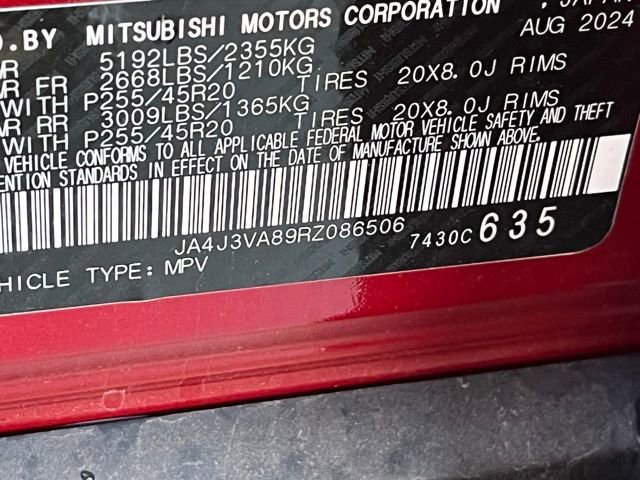 D.BY MITSUBISHI MOTORS CORPORATION . JAPAN
AUG 2024
R 5192LBS/2355KG
R FR 2668LBS/1210KG
WITH P255/45R20 TIRES 20X8.0J RIMS
R RR 3009LBS/1365KG
WITH P255/45R20 TIRES 20X8.0J RIMS
VEHICLE CONFORMS TO ALL APPLICABLE FEDERAL MOTOR VEHICLE SAFETY AND THEFT
ENTION STANDARDS IN EFFECT ON THE DATE OF MANUFACTURE SHOWN ABOVE.
JA4J3VA89RZ086506 7430C 635
HICLE TYPE: MPV